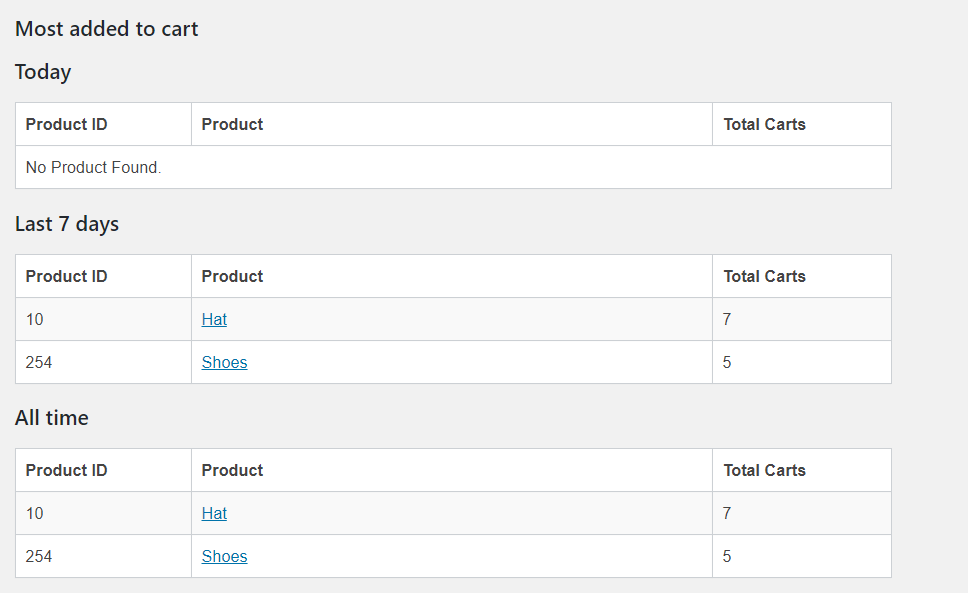 Most added to cart
Today
Product ID Product Total Carts
No Product Found.
Last 7 days
Product ID Product Total Carts
10 Hat 7
254 Shoes 5
All time
Product ID Product Total Carts
10 Hat 7
254 Shoes 5